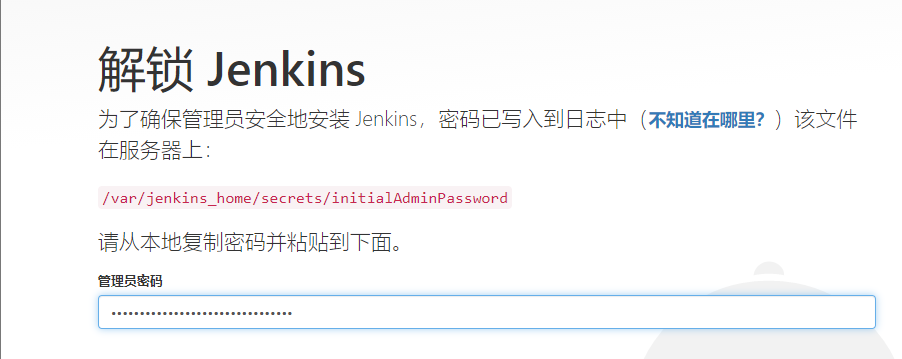 解锁 Jenkins
为了确保管理员安全地安装 Jenkins，密码已写入到日志中（不知道在哪里？）该文件
在服务器上：
/var/jenkins_home/secrets/initialAdminPassword
请从本地复制密码并粘贴到下面。
管理员密码
••••••••••••••••••••••••••••••••